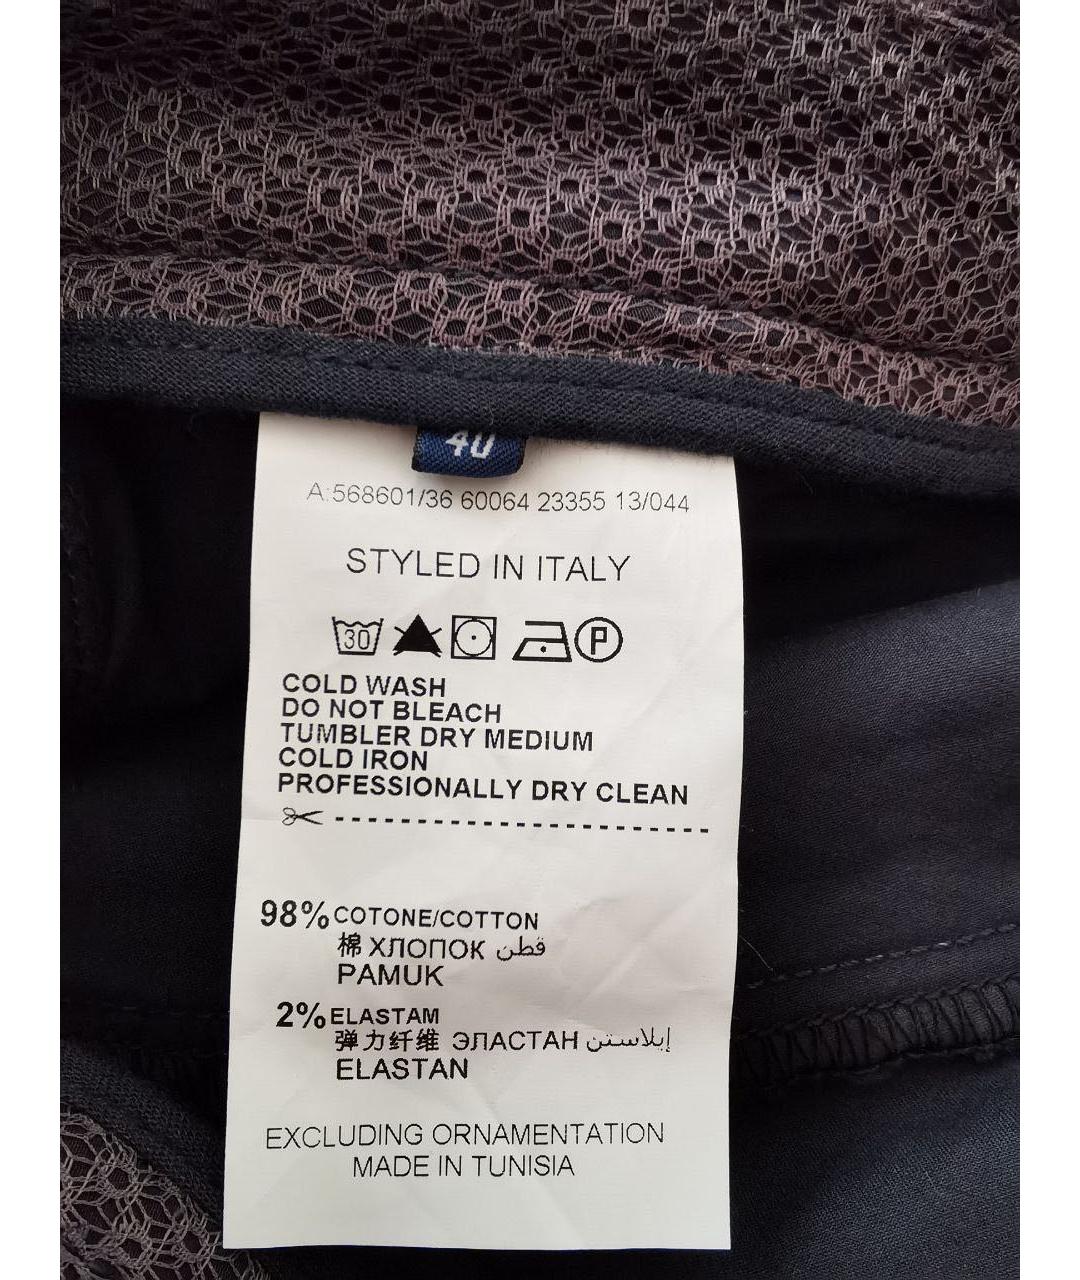 40
A:568601/36 60064 23355 13/044
STYLED IN ITALY
30 P
COLD WASH
DO NOT BLEACH
TUMBLER DRY MEDIUM
COLD IRON
PROFESSIONALLY DRY CLEAN
98% COTONE/COTTON
棉 ХЛОПОК قطن
PAMUK
2% ELASTAM
弹力纤维 ЭЛАСТАН إيلاستن
ELASTAN
EXCLUDING ORNAMENTATION
MADE IN TUNISIA